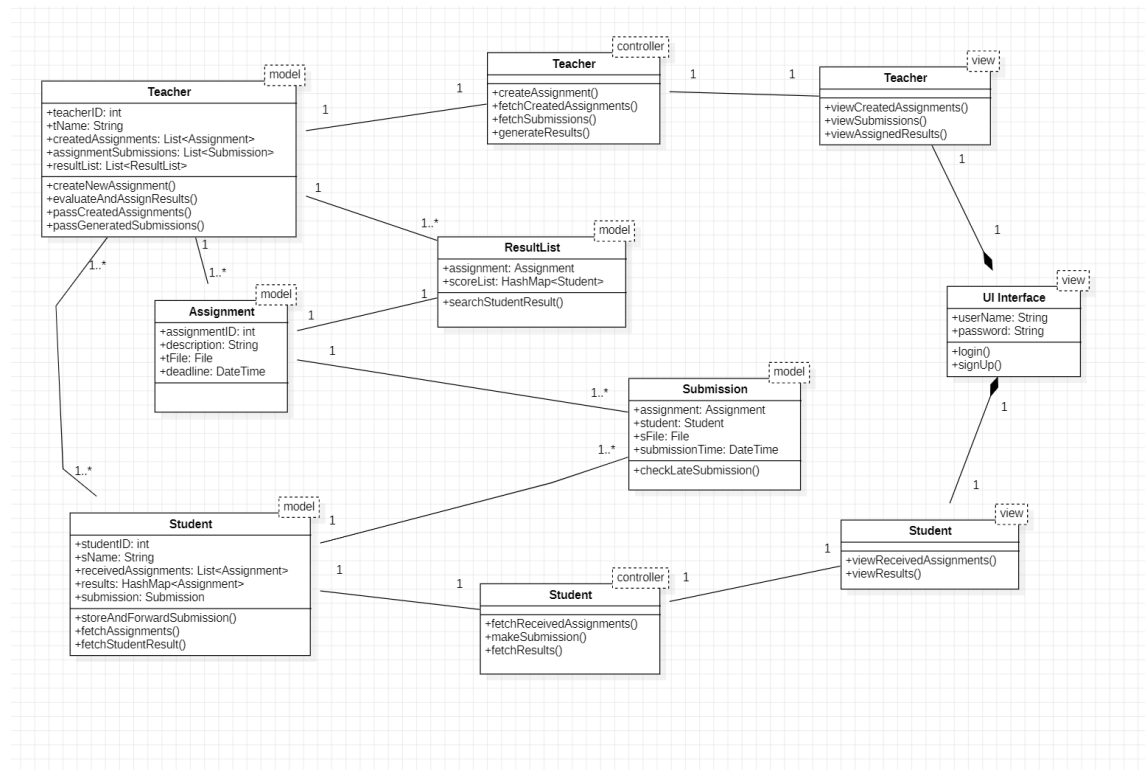 controller
Teacher
+createAssignment()
+fetchCreatedAssignments()
+fetchSubmissions()
+generateResults()
view
Teacher
+viewCreatedAssignments()
+viewSubmissions()
+viewAssignedResults()
model
Teacher
+teacherID: int
+tName: String
+createdAssignments: List<Assignment>
+assignmentSubmissions: List<Submission>
+resultList: List<ResultList>
+createNewAssignment()
+evaluateAndAssignResults()
+passCreatedAssignments()
+passGeneratedSubmissions()
1
1
1
1
1
1..*
1
1..*
1..*
1..*
1
1
model
ResultList
+assignment: Assignment
+scoreList: HashMap<Student>
+searchStudentResult()
model
Assignment
+assignmentID: int
+description: String
+tFile: File
+deadline: DateTime
1
1
1
1..*
view
UI Interface
+userName: String
+password: String
+login()
+signUp()
model
Submission
+assignment: Assignment
+student: Student
+sFile: File
+submissionTime: DateTime
+checkLateSubmission()
1..*
1
1
1
model
Student
+studentID: int
+sName: String
+receivedAssignments: List<Assignment>
+results: HashMap<Assignment>
+submission: Submission
+storeAndForwardSubmission()
+fetchAssignments()
+fetchStudentResult()
1
1
controller
Student
+fetchReceivedAssignments()
+makeSubmission()
+fetchResults()
1
1
view
Student
+viewReceivedAssignments()
+viewResults()